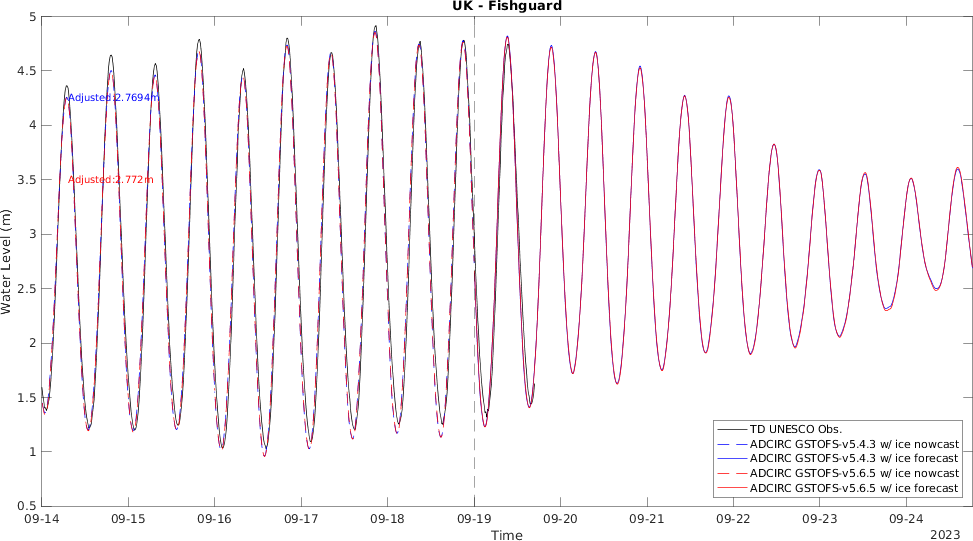 UK - Fishguard
5
4.5
4
3.5
3
2.5
2
1.5
1
0.5
Water Level (m)
Adjusted:2.7694m
Adjusted:2.772m
TD UNESCO Obs.
ADCIRC GSTOFS-v5.4.3 w/ ice nowcast
ADCIRC GSTOFS-v5.4.3 w/ ice forecast
ADCIRC GSTOFS-v5.6.5 w/ ice nowcast
ADCIRC GSTOFS-v5.6.5 w/ ice forecast
09-14 09-15 09-16 09-17 09-18 09-19 09-20 09-21 09-22 09-23 09-24
Time
2023